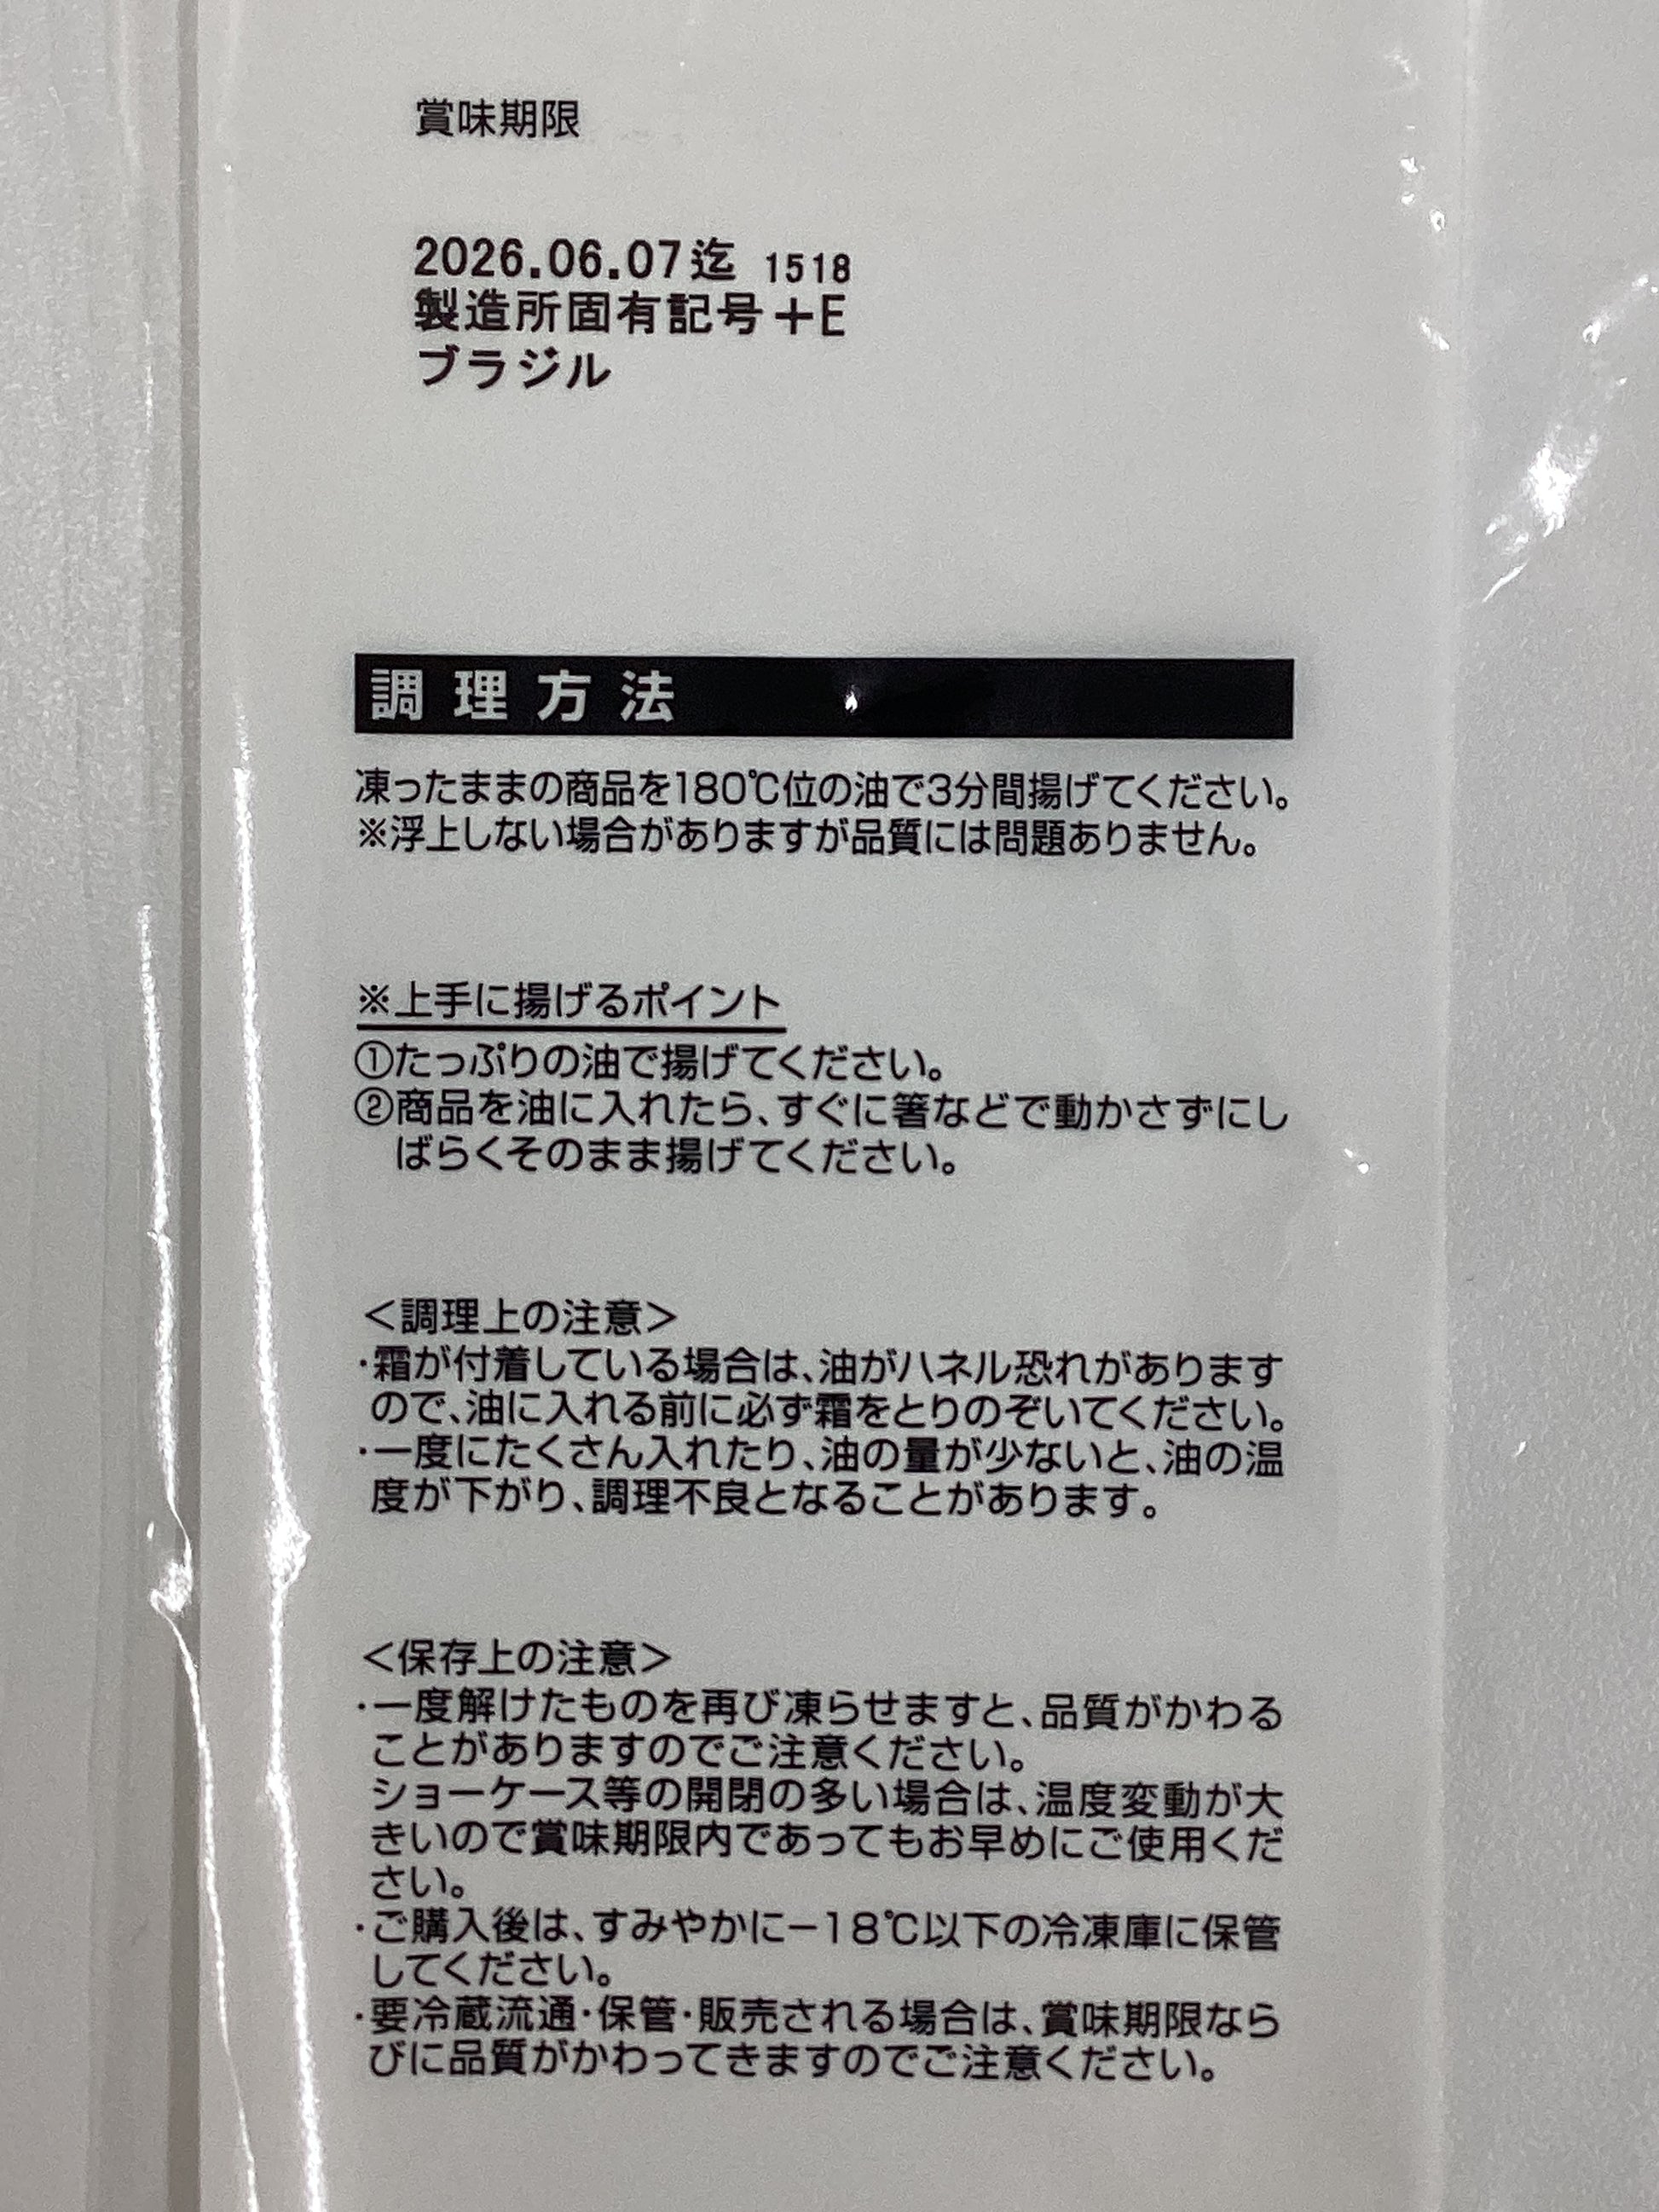 賞味期限
2026.06.07迄 1518
製造所固有記号+E
ブラジル
調理方法
凍ったままの商品を180℃位の油で3分間揚げてください。
※浮上しない場合がありますが品質には問題ありません。
※上手に揚げるポイント
①たっぷりの油で揚げてください。
②商品を油に入れたら、すぐに箸などで動かさずにし
ばらくそのまま揚げてください。
＜調理上の注意＞
・霜が付着している場合は、油がハネル恐れがあります
ので、油に入れる前に必ず霜をとりのぞいてください。
・一度にたくさん入れたり、油の量が少ないと、油の温
度が下がり、調理不良となることがあります。
＜保存上の注意＞
・一度解けたものを再び凍らせますと、品質がかわる
ことがありますのでご注意ください。
ショーケース等の開閉の多い場合は、温度変動が大
きいので賞味期限内であってもお早めにご使用くだ
さい。
・ご購入後は、すみやかに－18℃以下の冷凍庫に保管
してください。
・要冷蔵流通・保管・販売される場合は、賞味期限なら
びに品質がかわってきますのでご注意ください。